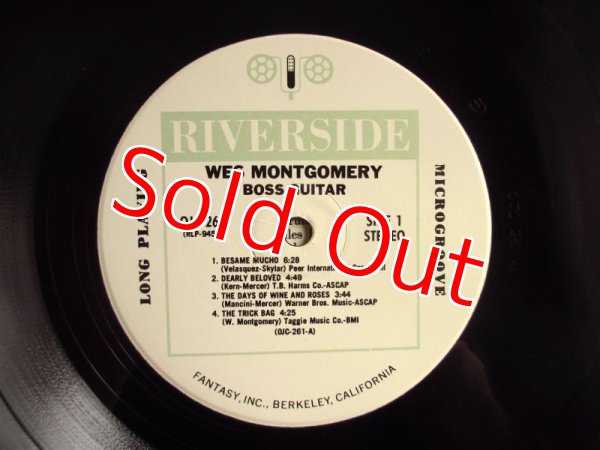 RIVERSIDE
WES MONTGOMERY
BOSS GUITAR
LONG PLAYING
MICROGROOVE
SIDE 1
STEREO
1. BESAME MUCHO 6:28
(Velasquez-Skylar) Peer
2. DEARLY BELOVED 4:49
(Kern-Mercer) T.B. Harms Co.-ASCAP
3. THE DAYS OF WINE AND ROSES 3:44
(Mancini-Mercer) Warner Bros. Music-ASCAP
4. THE TRICK BAG 4:25
(W. Montgomery) Taggie Music Co.-BMI
(OJC-261-A)
FANTASY, INC., BERKELEY, CALIFORNIA
Sold Out